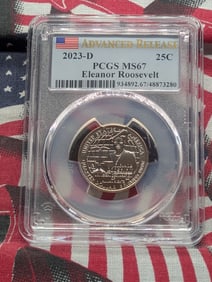 ADVANCED RELEASE
2023-D 25C
PCGS MS67
Eleanor Roosevelt
934892.67/48873280